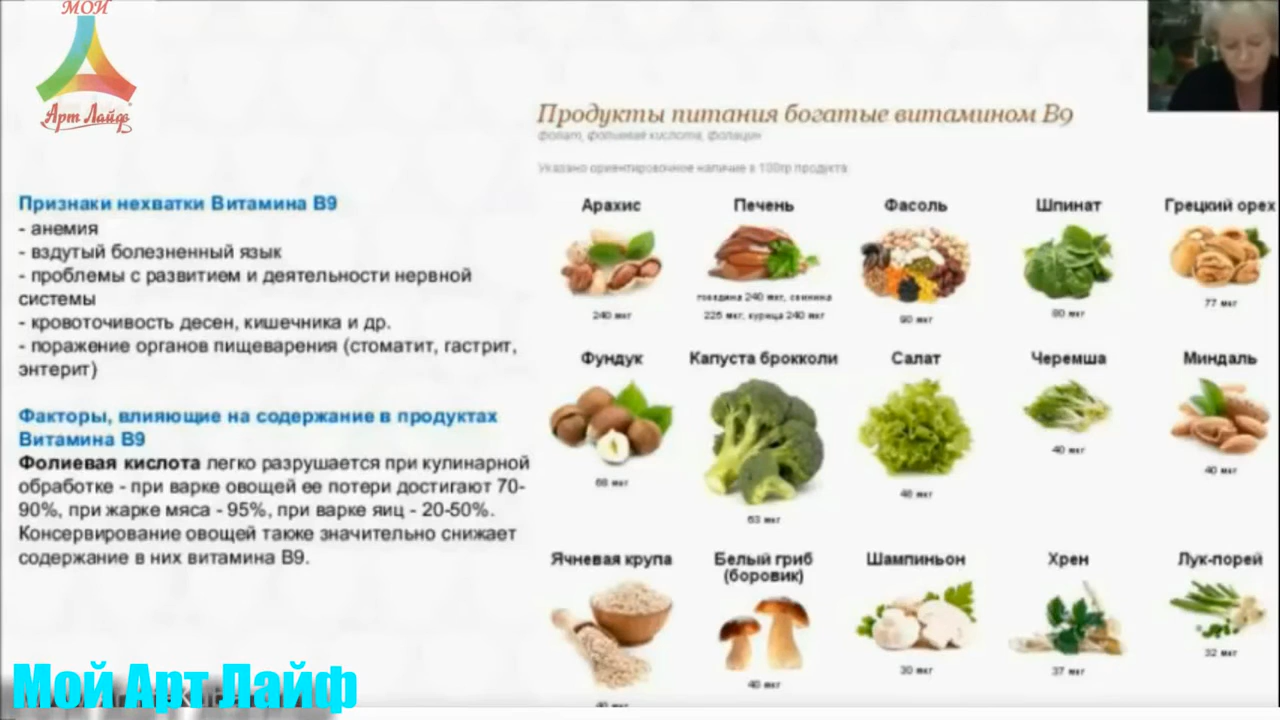 МОЙ
Арт Лайф
Продукты питания богатые витамином В9
фолат, фолиевая кислота, фолацин
Указано ориентировочное наличие в 100гр продукта
Признаки нехватки Витамина В9
- анемия
- вздутый болезненный язык
- проблемы с развитием и деятельности нервной
системы
- кровоточивость десен, кишечника и др.
- поражение органов пищеварения (стоматит, гастрит,
энтерит)
Факторы, влияющие на содержание в продуктах
Витамина В9
Фолиевая кислота легко разрушается при кулинарной
обработке - при варке овощей ее потери достигают 70-
90%, при жарке мяса - 95%, при варке яиц - 20-50%.
Консервирование овощей также значительно снижает
содержание в них витамина В9.
Арахис
240 мкг
Печень
говядина 240 мкг, свинина
225 мкг, курица 240 мкг
Фасоль
90 мкг
Шпинат
80 мкг
Грецкий орех
77 мкг
Фундук
68 мкг
Капуста брокколи
63 мкг
Салат
48 мкг
Черемша
40 мкг
Миндаль
40 мкг
Ячневая крупа
40 мкг
Белый гриб
(боровик)
40 мкг
Шампиньон
30 мкг
Хрен
37 мкг
Лук-порей
32 мкг
Мой Арт Лайф